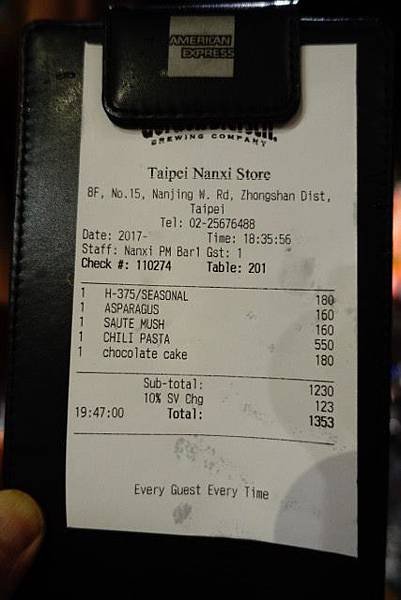 AMERICAN
EXPRESS
BREWING COMPANY
Taipei Nanxi Store
8F, No.15, Nanjing W. Rd, Zhongshan Dist,
Taipei
Tel: 02-25676488
Date: 2017- Time: 18:35:56
Staff: Nanxi PM Bar1 Gst: 1
Check #: 110274 Table: 201
1 H-375/SEASONAL 180
1 ASPARAGUS 160
1 SAUTE MUSH 160
1 CHILI PASTA 550
1 chocolate cake 180
Sub-total: 1230
10% SV Chg 123
19:47:00 Total: 1353
Every Guest Every Time